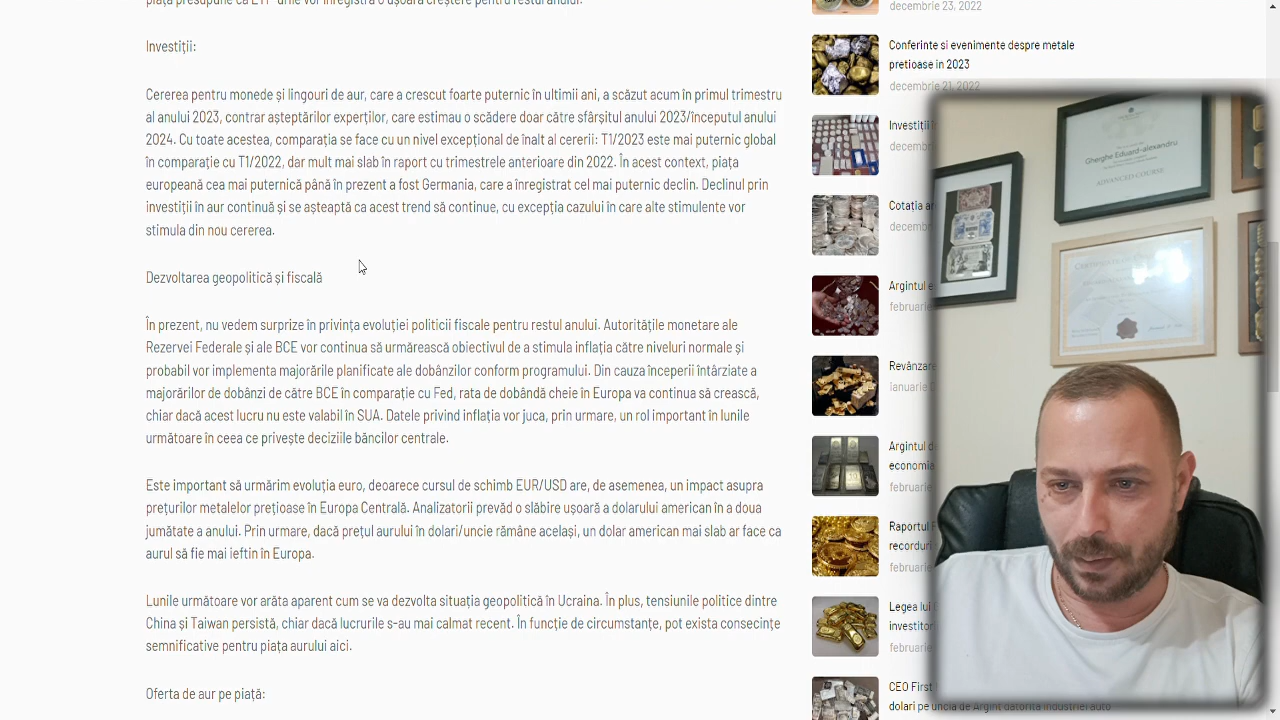 piață presupune că ETF-urile vor înregistra o ușoară creștere pentru restul anului.
Investiții:
Cererea pentru monede și lingouri de aur, care a crescut foarte puternic în ultimii ani, a scăzut acum în primul trimestru
al anului 2023, contrar așteptărilor experților, care estimau o scădere doar către sfârșitul anului 2023/începutul anului
2024. Cu toate acestea, comparația se face cu un nivel excepțional de înalt al cererii: T1/2023 este mai puternic global
în comparație cu T1/2022, dar mult mai slab în raport cu trimestrele anterioare din 2022. În acest context, piața
europeană cea mai puternică până în prezent a fost Germania, care a înregistrat cel mai puternic declin. Declinul prin
investiții în aur continuă și se așteaptă ca acest trend să continue, cu excepția cazului în care alte stimulente vor
stimula din nou cererea.
Dezvoltarea geopolitică și fiscală
În prezent, nu vedem surprize în privința evoluției politicii fiscale pentru restul anului. Autoritățile monetare ale
Rezervei Federale și ale BCE vor continua să urmărească obiectivul de a stimula inflația către niveluri normale și
probabil vor implementa majorările planificate ale dobânzilor conform programului. Din cauza începerii întârziate a
majorărilor de dobânzi de către BCE în comparație cu Fed, rata de dobândă cheie în Europa va continua să crească,
chiar dacă acest lucru nu este valabil în SUA. Datele privind inflația vor juca, prin urmare, un rol important în lunile
următoare în ceea ce privește deciziile băncilor centrale.
Este important să urmărim evoluția euro, deoarece cursul de schimb EUR/USD are, de asemenea, un impact asupra
prețurilor metalelor prețioase în Europa Centrală. Analizatorii prevăd o slăbire ușoară a dolarului american în a doua
jumătate a anului. Prin urmare, dacă prețul aurului în dolari/uncie rămâne același, un dolar american mai slab ar face ca
aurul să fie mai ieftin în Europa.
Lunile următoare vor arăta aparent cum se va dezvolta situația geopolitică în Ucraina. În plus, tensiunile politice dintre
China și Taiwan persistă, chiar dacă lucrurile s-au mai calmat recent. În funcție de circumstanțe, pot exista consecințe
semnificative pentru piața aurului aici.
Oferta de aur pe piață:
decembrie 23, 2022
Conferinte si evenimente despre metale
pretioase in 2023
decembrie 21, 2022
Investitii
decemb
Cotația
decemb
Argintul
februarie
Revânzare
ianuarie
Argintul
economia
februarie
Raportul
recorduri
februarie
Legea lui
investitor
februarie
CEO First
dolari pe uncia de Argint datorita industriei auto
Gherghe Eduard-alexandru
ADVANCED COURSE